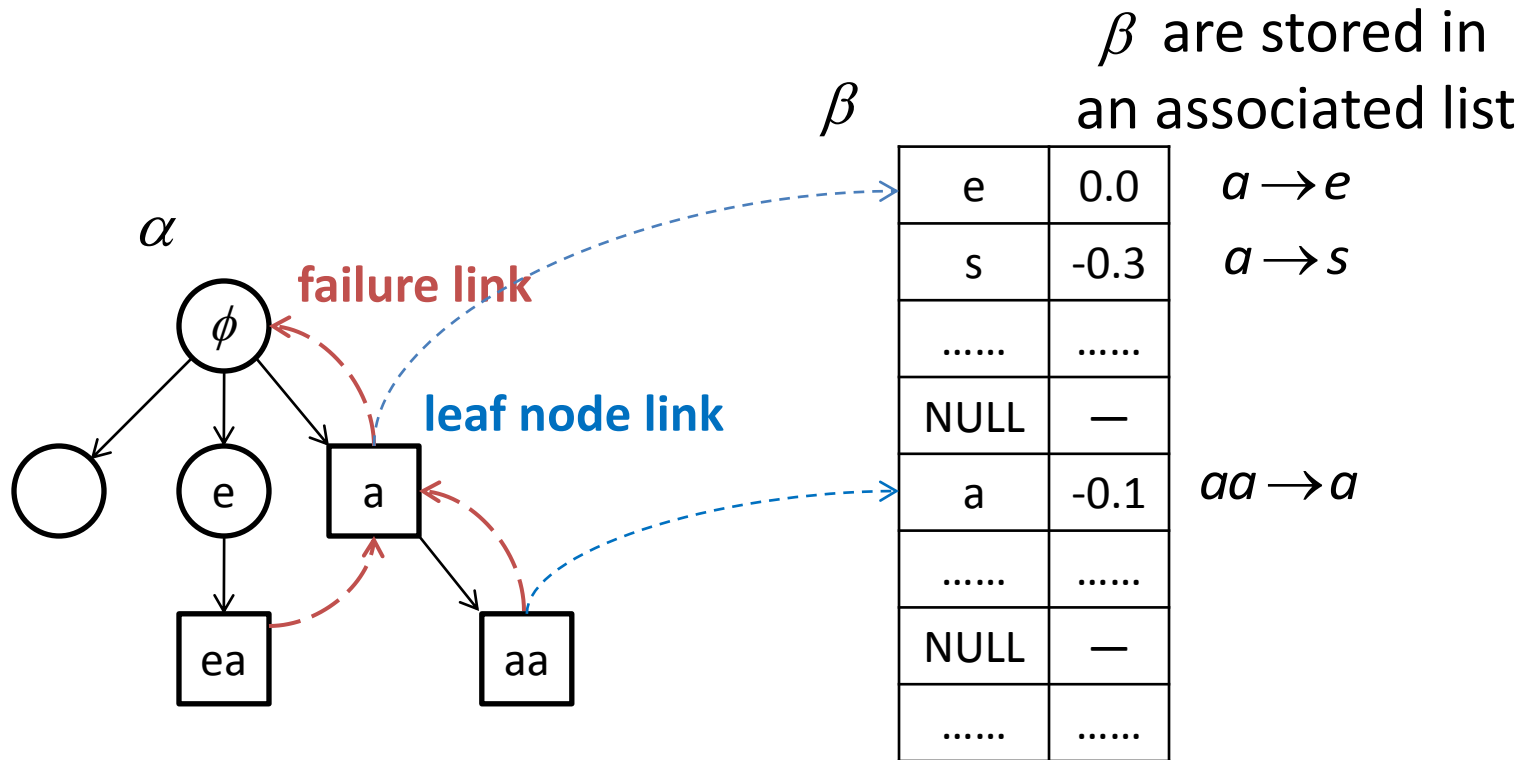 β are stored in
an associated list
β
α
failure link
leaf node link
ϕ
e
a
ea
aa
e 0.0 a → e
s -0.3 a → s
...... ......
NULL —
a -0.1 aa → a
...... ......
NULL —
...... ......